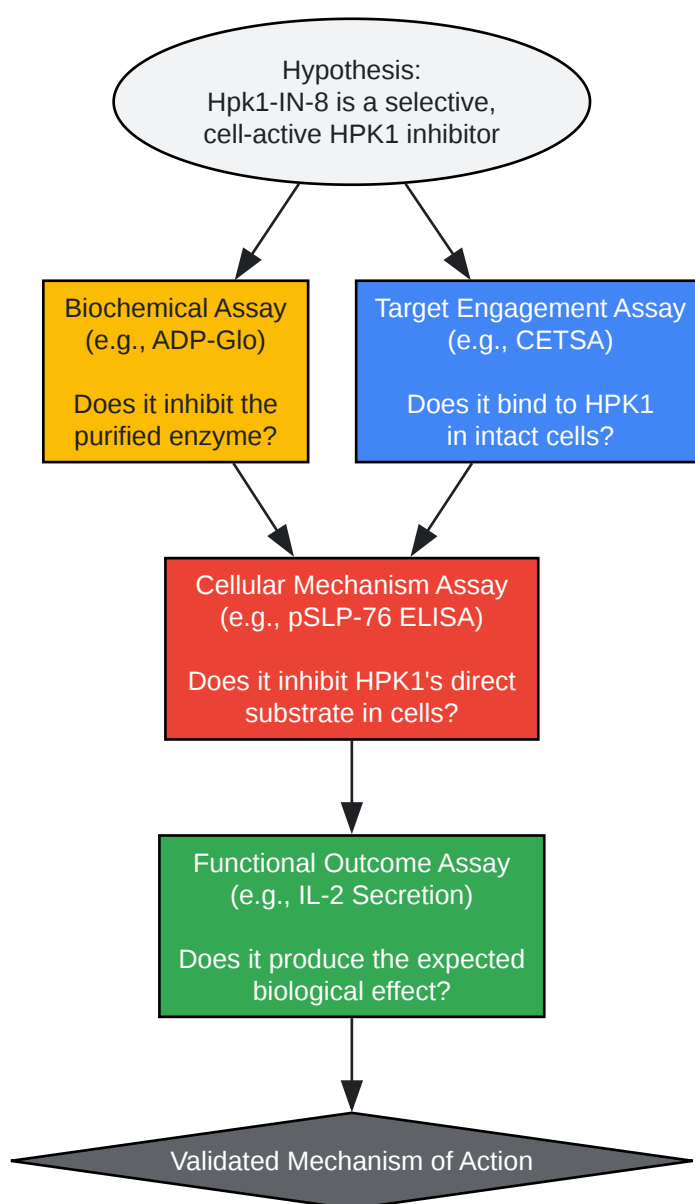 Hypothesis:
Hpk1-IN-8 is a selective,
cell-active HPK1 inhibitor
Biochemical Assay
(e.g., ADP-Glo)
Does it inhibit the
purified enzyme?
Target Engagement Assay
(e.g., CETSA)
Does it bind to HPK1
in intact cells?
Cellular Mechanism Assay
(e.g., pSLP-76 ELISA)
Does it inhibit HPK1's direct
substrate in cells?
Functional Outcome Assay
(e.g., IL-2 Secretion)
Does it produce the expected
biological effect?
Validated Mechanism of Action